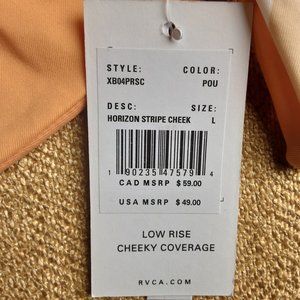 STYLE: COLOR:
XB04PRSC POU
DESC: SIZE:
HORIZON STRIPE CHEEK L
1 90235 47579 4
CAD MSRP $59.00
USA MSRP $49.00
LOW RISE
CHEEKY COVERAGE
RVCA.COM